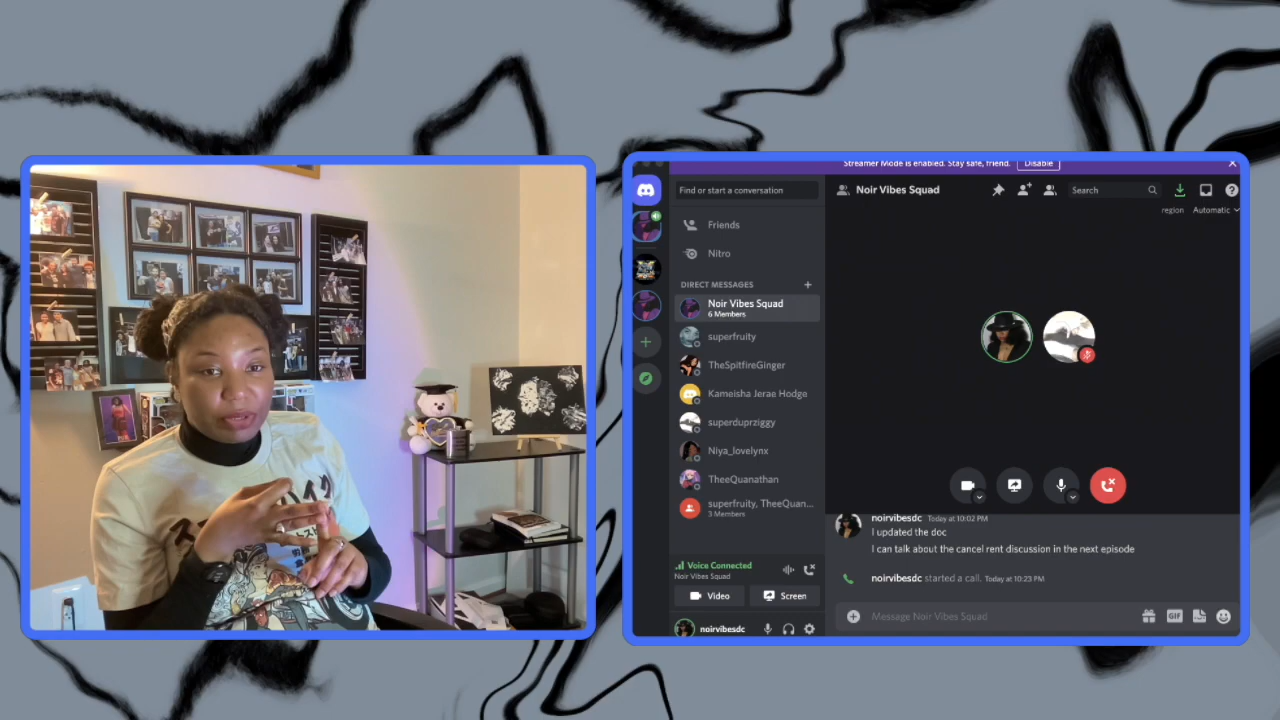 Streamer Mode is enabled. Stay safe, friend.
Disable
Find or start a conversation
Noir Vibes Squad
Search
region
Automatic
Friends
Nitro
DIRECT MESSAGES
Noir Vibes Squad
6 Members
superfruity
TheSpitfireGinger
Kameisha Jerae Hodge
superduprziggy
Niya_lovelynx
TheeQuanathan
superfruity, TheeQuan...
3 Members
Voice Connected
Noir Vibes Squad
Video
Screen
noirvibesdc
noirvibesdc Today at 10:02 PM
I updated the doc
I can talk about the cancel rent discussion in the next episode
noirvibesdc started a call. Today at 10:23 PM
Message Noir Vibes Squad
GIF